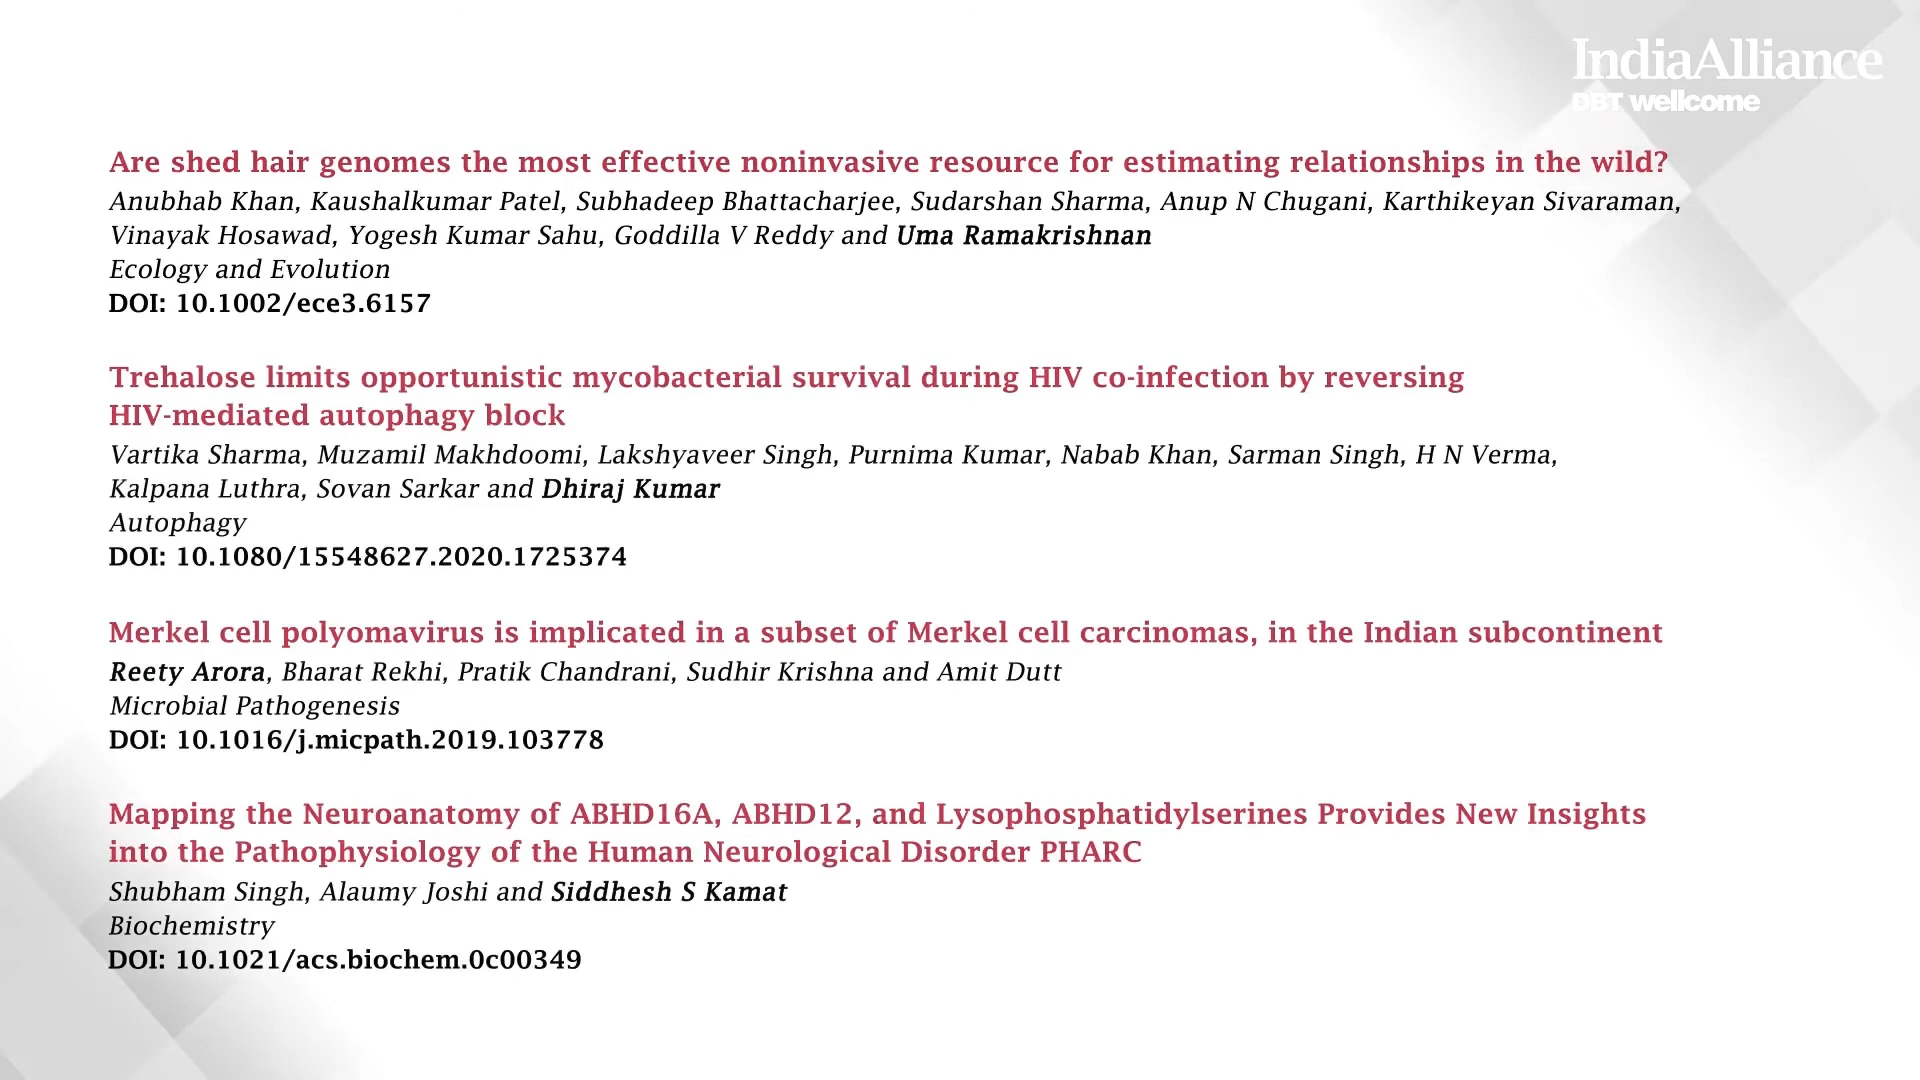 IndiaAlliance
DBT wellcome
Are shed hair genomes the most effective noninvasive resource for estimating relationships in the wild?
Anubhab Khan, Kaushalkumar Patel, Subhadeep Bhattacharjee, Sudarshan Sharma, Anup N Chugani, Karthikeyan Sivaraman,
Vinayak Hosawad, Yogesh Kumar Sahu, Goddilla V Reddy and Uma Ramakrishnan
Ecology and Evolution
DOI: 10.1002/ece3.6157
Trehalose limits opportunistic mycobacterial survival during HIV co-infection by reversing
HIV-mediated autophagy block
Vartika Sharma, Muzamil Makhdoomi, Lakshyaveer Singh, Purnima Kumar, Nabab Khan, Sarman Singh, H N Verma,
Kalpana Luthra, Sovan Sarkar and Dhiraj Kumar
Autophagy
DOI: 10.1080/15548627.2020.1725374
Merkel cell polyomavirus is implicated in a subset of Merkel cell carcinomas, in the Indian subcontinent
Reety Arora, Bharat Rekhi, Pratik Chandrani, Sudhir Krishna and Amit Dutt
Microbial Pathogenesis
DOI: 10.1016/j.micpath.2019.103778
Mapping the Neuroanatomy of ABHD16A, ABHD12, and Lysophosphatidylserines Provides New Insights
into the Pathophysiology of the Human Neurological Disorder PHARC
Shubham Singh, Alaumy Joshi and Siddhesh S Kamat
Biochemistry
DOI: 10.1021/acs.biochem.0c00349